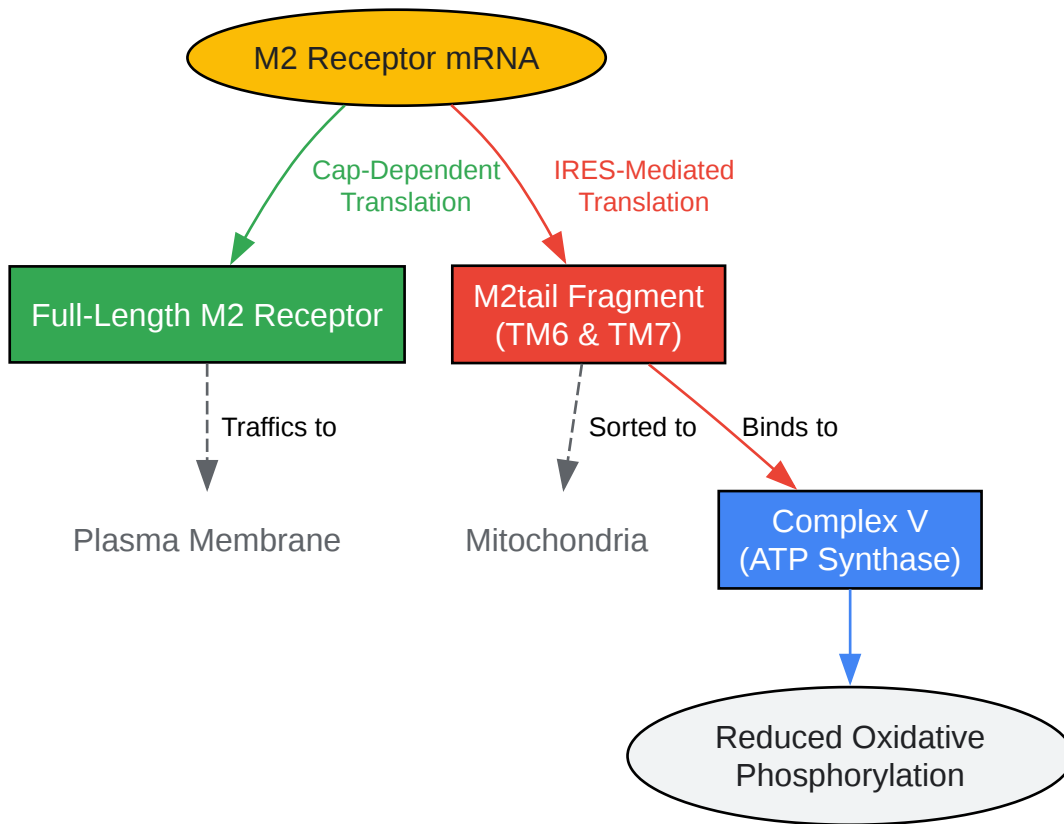 M2 Receptor mRNA
Cap-Dependent
Translation
IRES-Mediated
Translation
Full-Length M2 Receptor
M2tail Fragment
(TM6 & TM7)
Traffics to
Sorted to
Binds to
Plasma Membrane
Mitochondria
Complex V
(ATP Synthase)
Reduced Oxidative
Phosphorylation